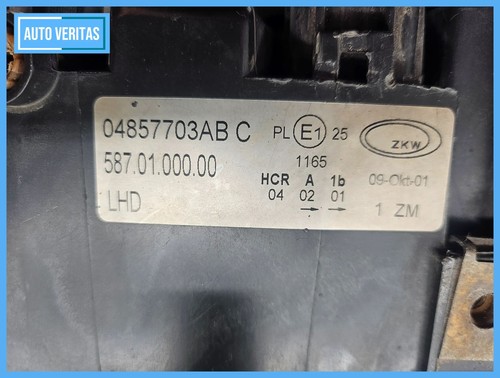 AUTO VERITAS
04857703AB C PL E1 25 ZKW
587.01.000.00 1165
HCR A 1b 09-Okt-01
LHD 04 02 01 1 ZM